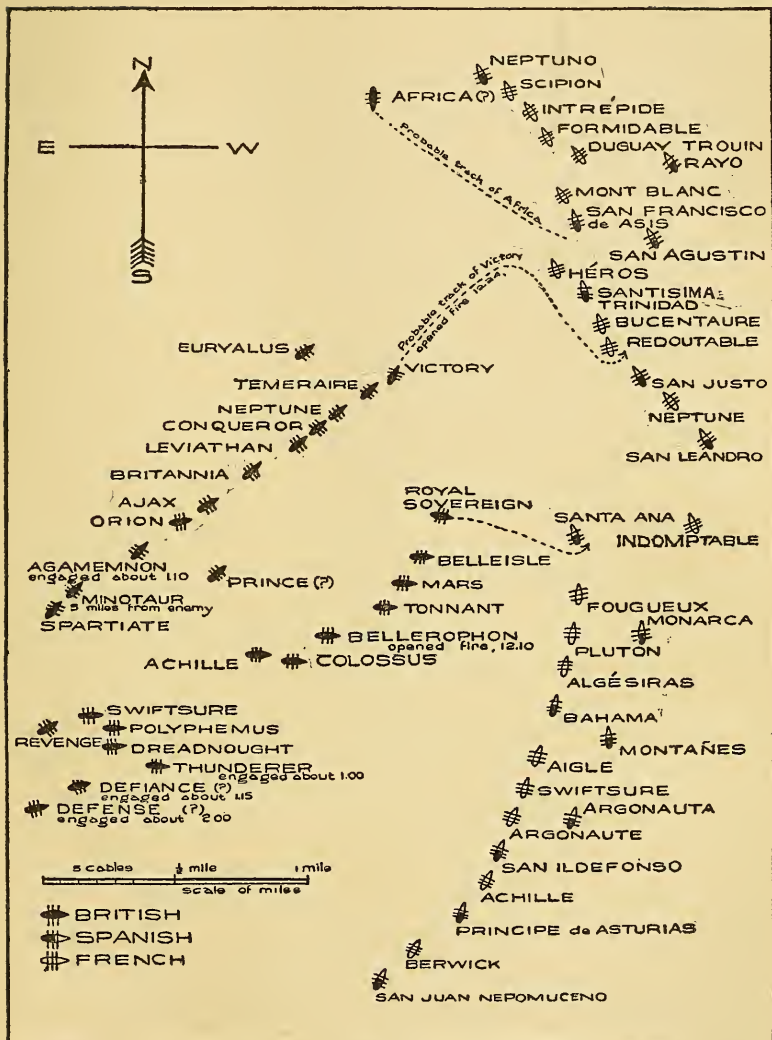 N
E
W
S
NEPTUNO
SCIPION
AFRICA(?)
INTRÉPIDE
FORMIDABLE
DUGUAY TROUIN
RAYO
Probable track of Africa
MONT BLANC
SAN FRANCISCO
de ASIS
SAN AGUSTIN
HÉROS
SANTISIMA
TRINIDAD
BUCENTAURE
REDOUTABLE
Probable track of Victory
opened fire 12.24.
EURYALUS
VICTORY
TEMERAIRE
SAN JUSTO
NEPTUNE
NEPTUNE
CONQUEROR
LEVIATHAN
SAN LEANDRO
BRITANNIA
ROYAL
SOVEREIGN
AJAX
ORION
SANTA ANA
INDOMPTABLE
AGAMEMNON
engaged about 1.10
BELLEISLE
PRINCE(?)
MARS
MINOTAUR
5 miles from enemy
SPARTIATE
TONNANT
FOUGUEUX
MONARCA
BELLEROPHON
opened fire, 12.10
PLUTON
ACHILLE
COLOSSUS
ALGÉSIRAS
SWIFTSURE
BAHAMA
REVENGE
POLYPHEMUS
DREADNOUGHT
MONTAÑES
THUNDERER
engaged about 1.00
AIGLE
DEFIANCE (?)
engaged about 1.15
SWIFTSURE
DEFENSE (?)
engaged about 2.00
ARGONAUTA
ARGONAUTE
SAN ILDEFONSO
5 cables
½ mile
1 mile
scale of miles
ACHILLE
BRITISH
PRINCIPE de ASTURIAS
SPANISH
FRENCH
BERWICK
SAN JUAN NEPOMUCENO